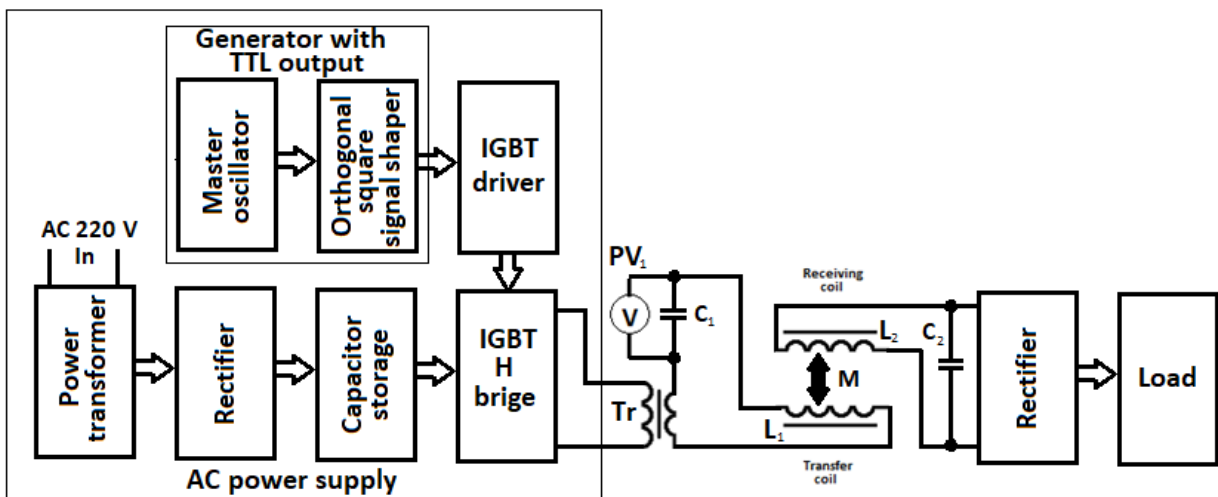 Generator with
TTL output
Master
oscillator
Orthogonal
square
signal shaper
IGBT
driver
AC 220 V
In
Power
transformer
Rectifier
Capacitor
storage
IGBT
H
brige
AC power supply
PV₁
V
C₁
Tr
Receiving
coil
L₂
M
L₁
Transfer
coil
C₂
Rectifier
Load